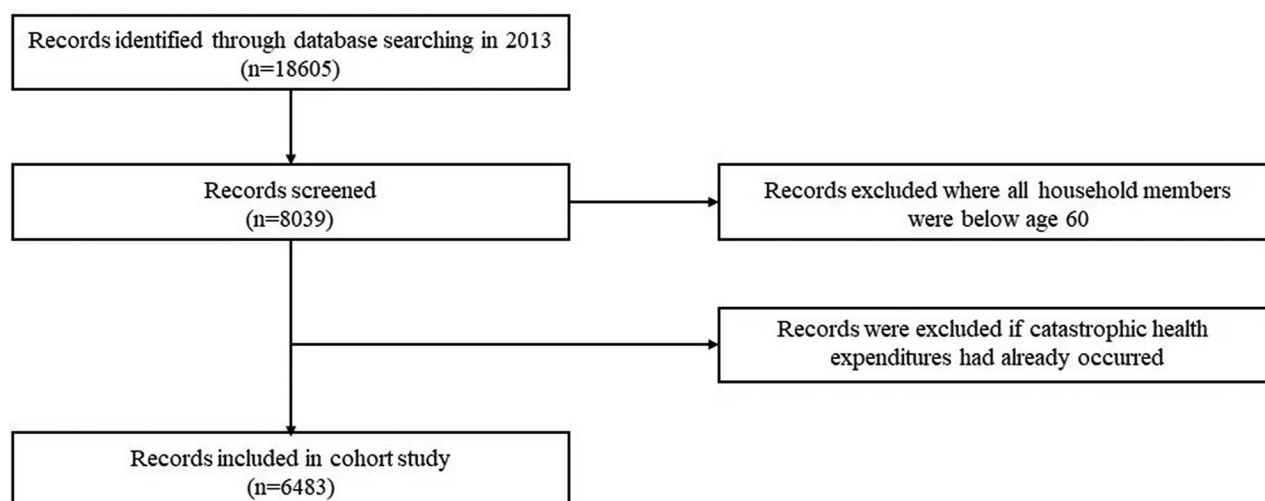 Records identified through database searching in 2013
(n=18605)
Records screened
(n=8039)
Records excluded where all household members
were below age 60
Records were excluded if catastrophic health
expenditures had already occurred
Records included in cohort study
(n=6483)